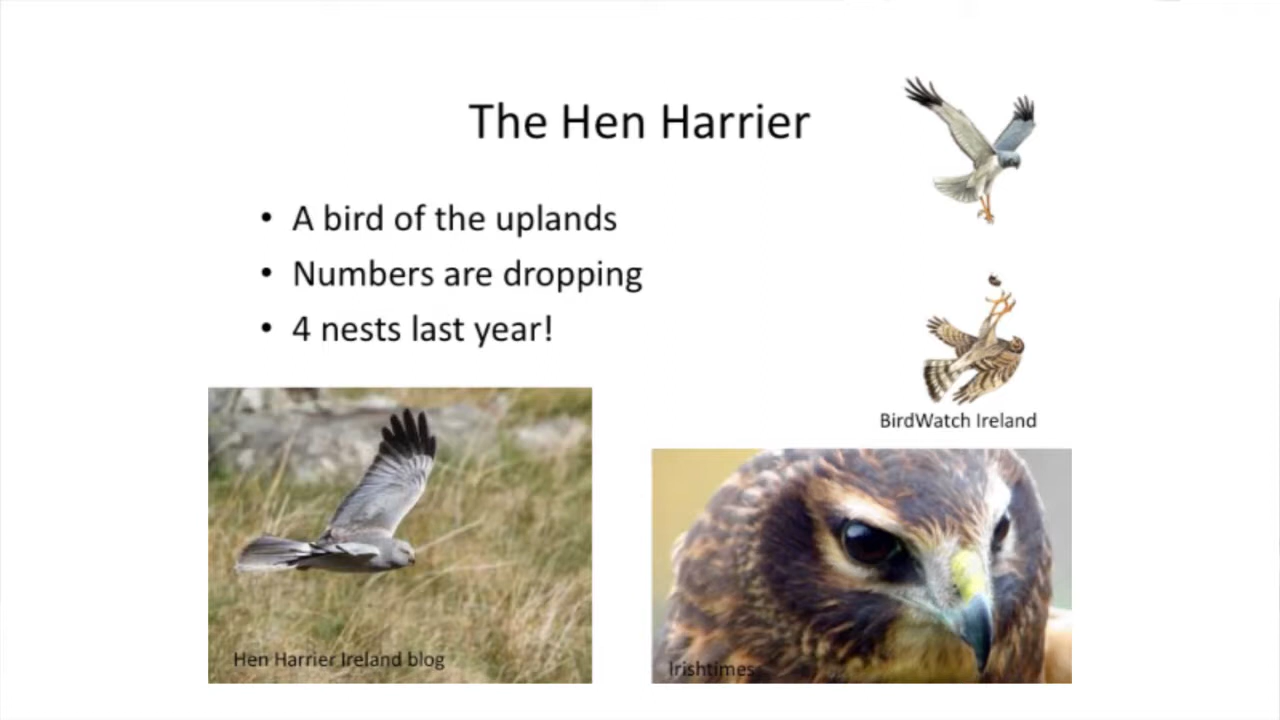 The Hen Harrier
• A bird of the uplands
• Numbers are dropping
• 4 nests last year!
BirdWatch Ireland
Hen Harrier Ireland blog
Irishtimes